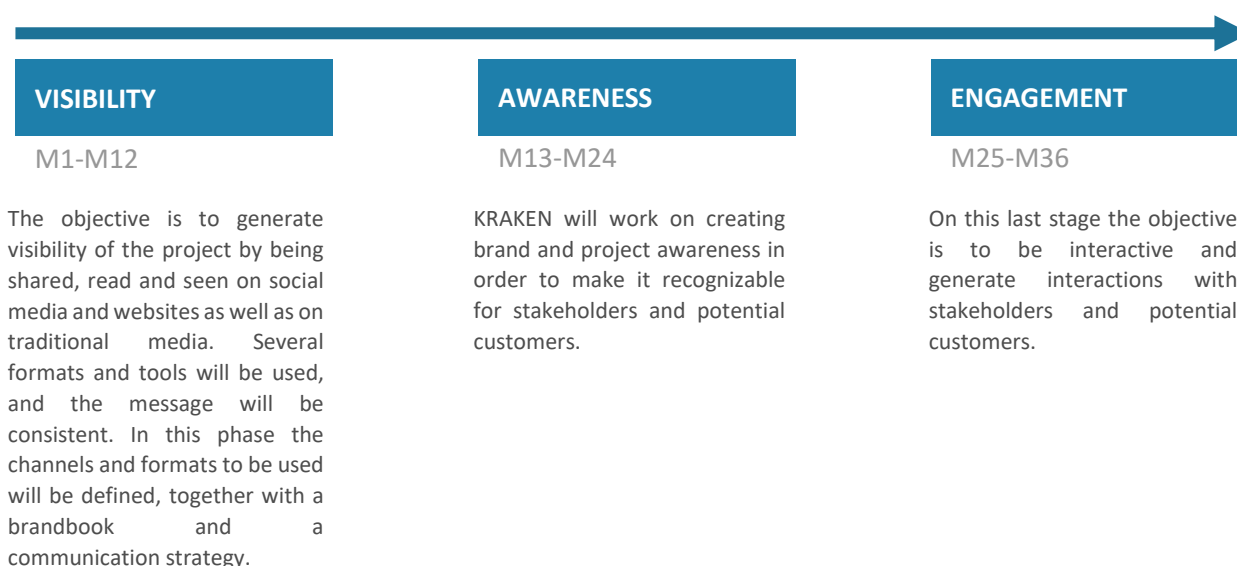 VISIBILITY
M1-M12
The objective is to generate
visibility of the project by being
shared, read and seen on social
media and websites as well as on
traditional media. Several
formats and tools will be used,
and the message will be
consistent. In this phase the
channels and formats to be used
will be defined, together with a
brandbook and a
communication strategy.
AWARENESS
M13-M24
KRAKEN will work on creating
brand and project awareness in
order to make it recognizable
for stakeholders and potential
customers.
ENGAGEMENT
M25-M36
On this last stage the objective
is to be interactive and
generate interactions with
stakeholders and potential
customers.